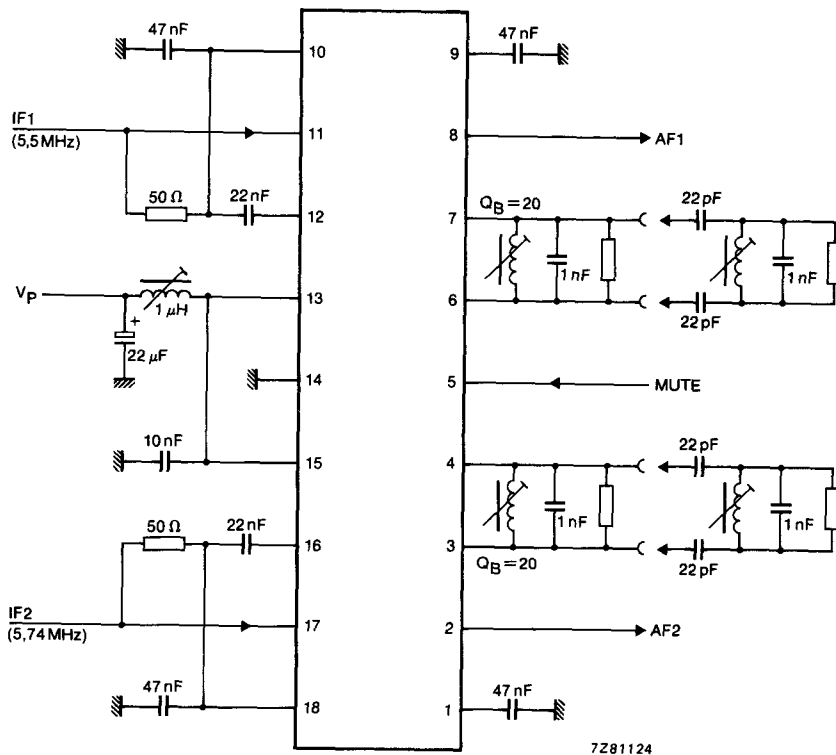 47 nF
10
9
47 nF
IF1
(5,5 MHz)
11
8
AF1
50 Ω
22 nF
12
QB = 20
7
22 pF
1 nF
1 nF
VP
13
6
22 pF
1 μH
+
22 μF
14
5
MUTE
10 nF
15
4
22 pF
50 Ω
22 nF
16
1 nF
1 nF
3
QB = 20
22 pF
IF2
(5,74 MHz)
17
2
AF2
47 nF
18
1
47 nF
7Z81124